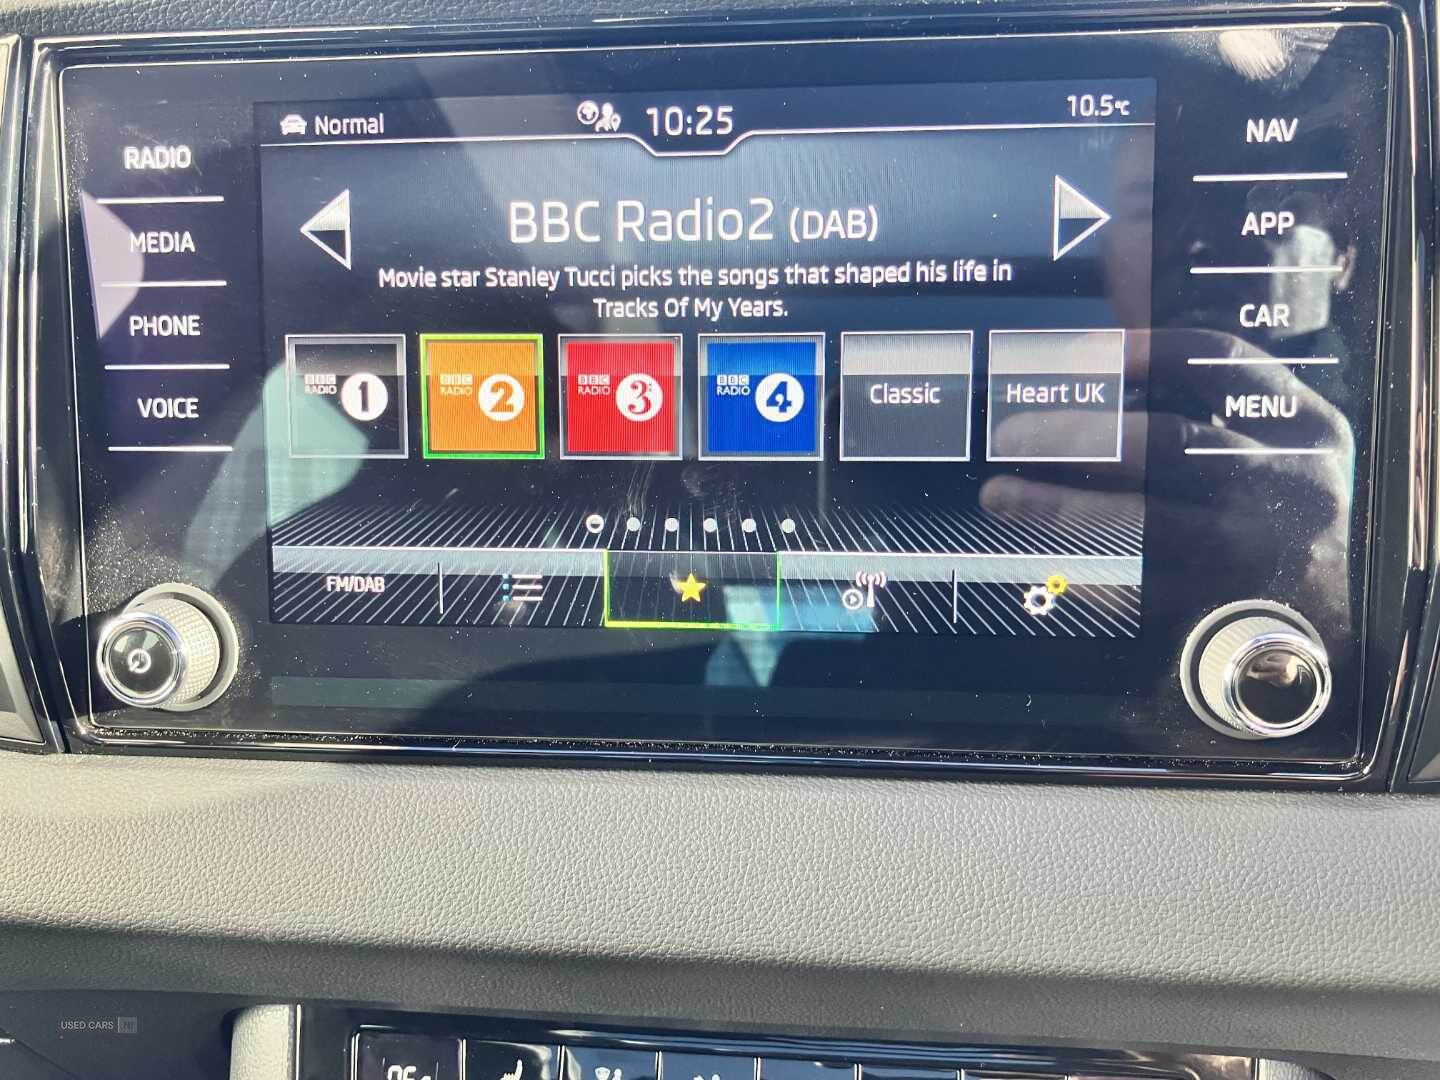 Normal
10:25
10.5°C
RADIO
MEDIA
PHONE
VOICE
NAV
APP
CAR
MENU
BBC Radio2 (DAB)
Movie star Stanley Tucci picks the songs that shaped his life in
Tracks Of My Years.
BBC RADIO 1
BBC RADIO 2
BBC RADIO 3
BBC RADIO 4
Classic
Heart UK
FM/DAB
USED CARS NI